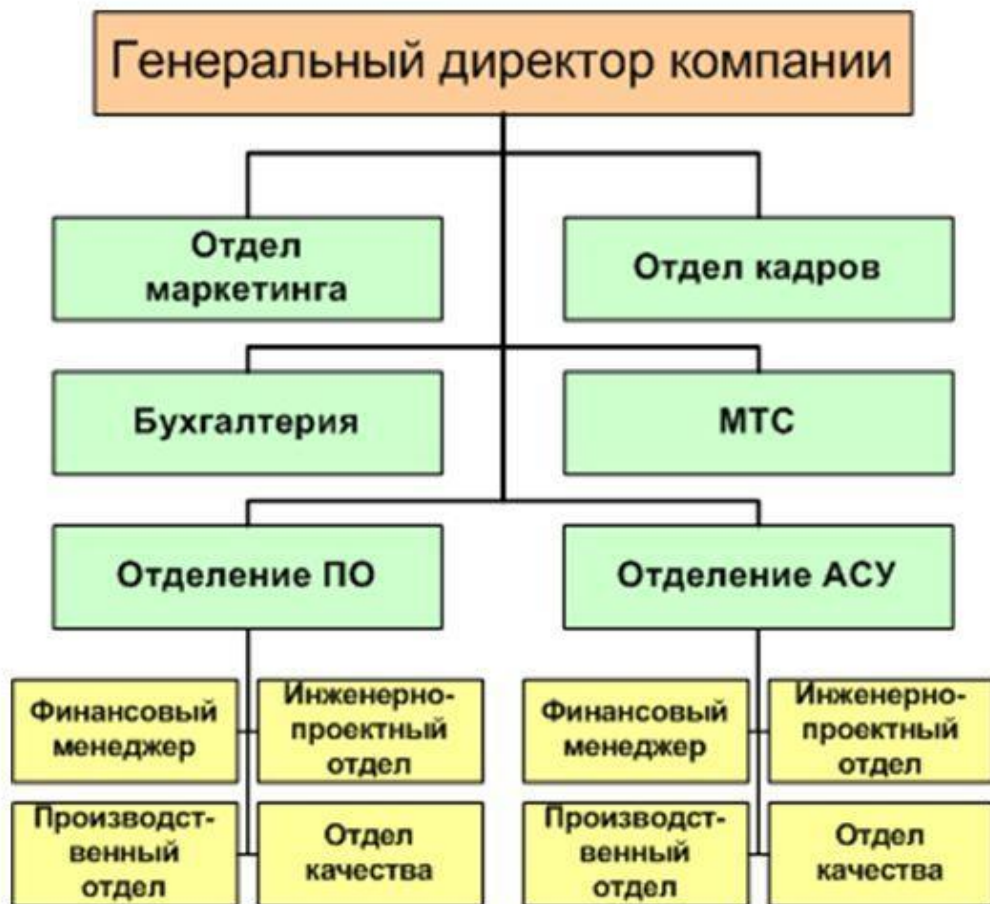 Генеральный директор компании
Отдел
маркетинга
Отдел кадров
Бухгалтерия
МТС
Отделение ПО
Отделение АСУ
Финансовый
менеджер
Инженерно-
проектный
отдел
Финансовый
менеджер
Инженерно-
проектный
отдел
Производст-
венный
отдел
Отдел
качества
Производст-
венный
отдел
Отдел
качества